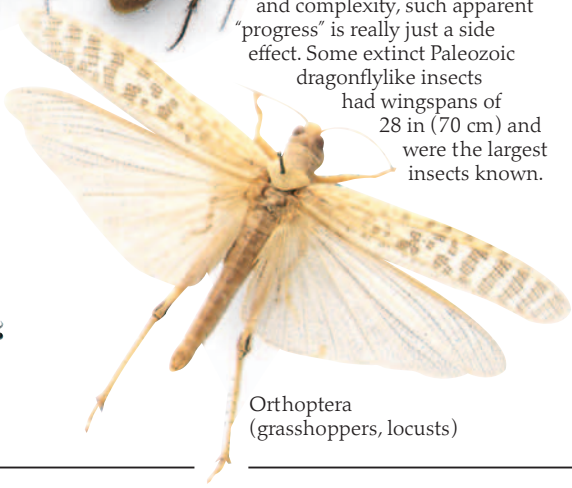 and complexity, such apparent
“progress” is really just a side
effect. Some extinct Paleozoic
dragonflylike insects
had wingspans of
28 in (70 cm) and
were the largest
insects known.
Orthoptera
(grasshoppers, locusts)